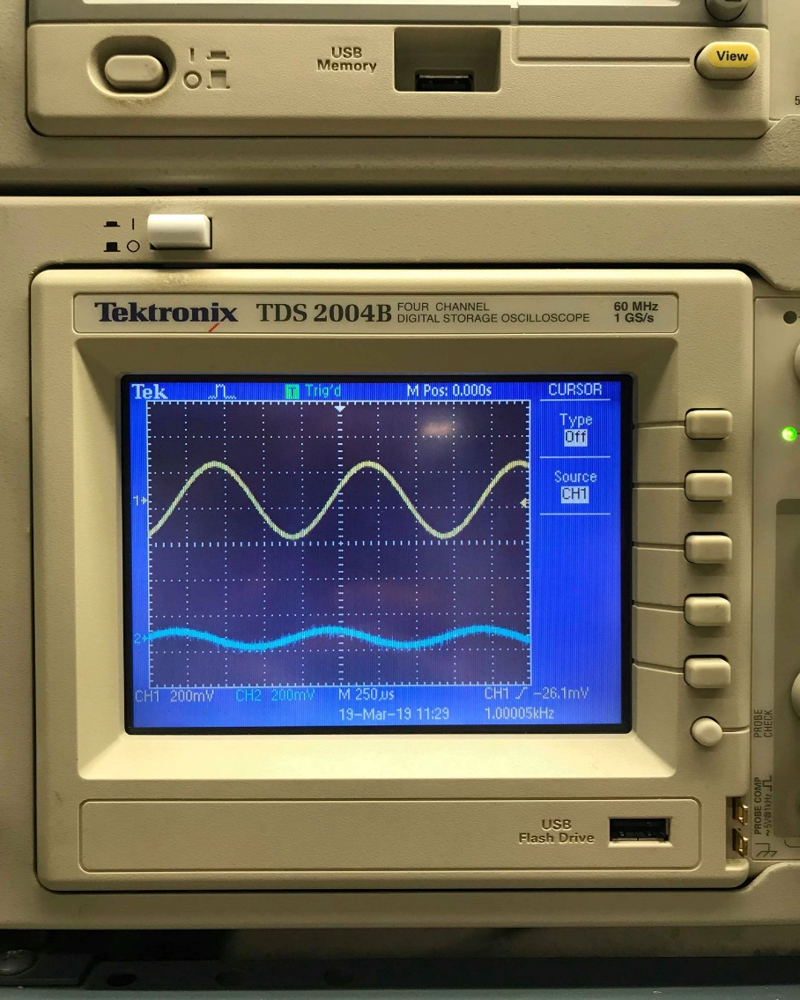 USB
Memory
View
5
Tektronix TDS 2004B FOUR CHANNEL
DIGITAL STORAGE OSCILLOSCOPE
60 MHz
1 GS/s
Tek T Trig'd M Pos: 0.000s CURSOR
Type
Off
Source
CH1
1
2
CH1 200mV CH2 200mV M 250µs CH1 -26.1mV
19-Mar-19 11:29 1.00005kHz
PROBE
CHECK
PROBE COMP
~5V@1kHz
USB
Flash Drive